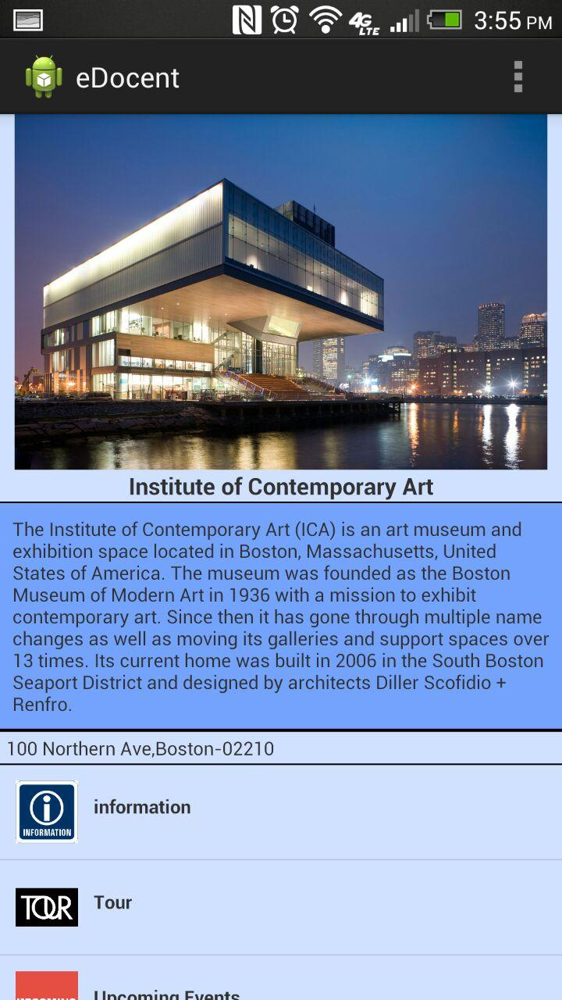 4G LTE 3:55 PM
eDocent
Institute of Contemporary Art
The Institute of Contemporary Art (ICA) is an art museum and
exhibition space located in Boston, Massachusetts, United
States of America. The museum was founded as the Boston
Museum of Modern Art in 1936 with a mission to exhibit
contemporary art. Since then it has gone through multiple name
changes as well as moving its galleries and support spaces over
13 times. Its current home was built in 2006 in the South Boston
Seaport District and designed by architects Diller Scofidio +
Renfro.
100 Northern Ave,Boston-02210
INFORMATION
information
TOUR
Tour
UPCOMING
Upcoming Events